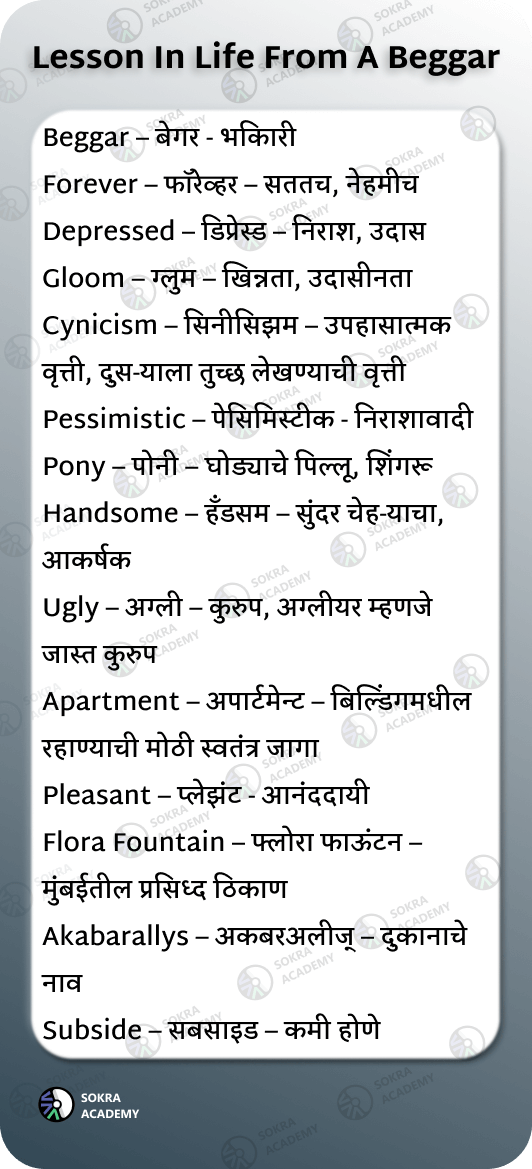 Lesson In Life From A Beggar
Beggar – बेगर - भकिारी
Forever – फॉरेव्हर – सततच, नेहमीच
Depressed – डिप्रेस्ड – निराश, उदास
Gloom – ग्लुम – खिन्नता, उदासीनता
Cynicism – सिनीसिझम – उपहासात्मक
वृत्ती, दुस-याला तुच्छ लेखण्याची वृत्ती
Pessimistic – पेसिमिस्टीक - निराशावादी
Pony – पोनी – घोड्याचे पिल्लू, शिंगरू
Handsome – हँडसम – सुंदर चेह-याचा,
आकर्षक
Ugly – अग्ली – कुरुप, अग्लीयर म्हणजे
जास्त कुरुप
Apartment – अपार्टमेन्ट – बिल्डिंगमधील
रहाण्याची मोठी स्वतंत्र जागा
Pleasant – प्लेझंट - आनंददायी
Flora Fountain – फ्लोरा फाऊंटन –
मुंबईतील प्रसिध्द ठिकाण
Akabarallys – अकबरअलीज् – दुकानाचे
नाव
Subside – सबसाइड – कमी होणे
SOKRA
ACADEMY